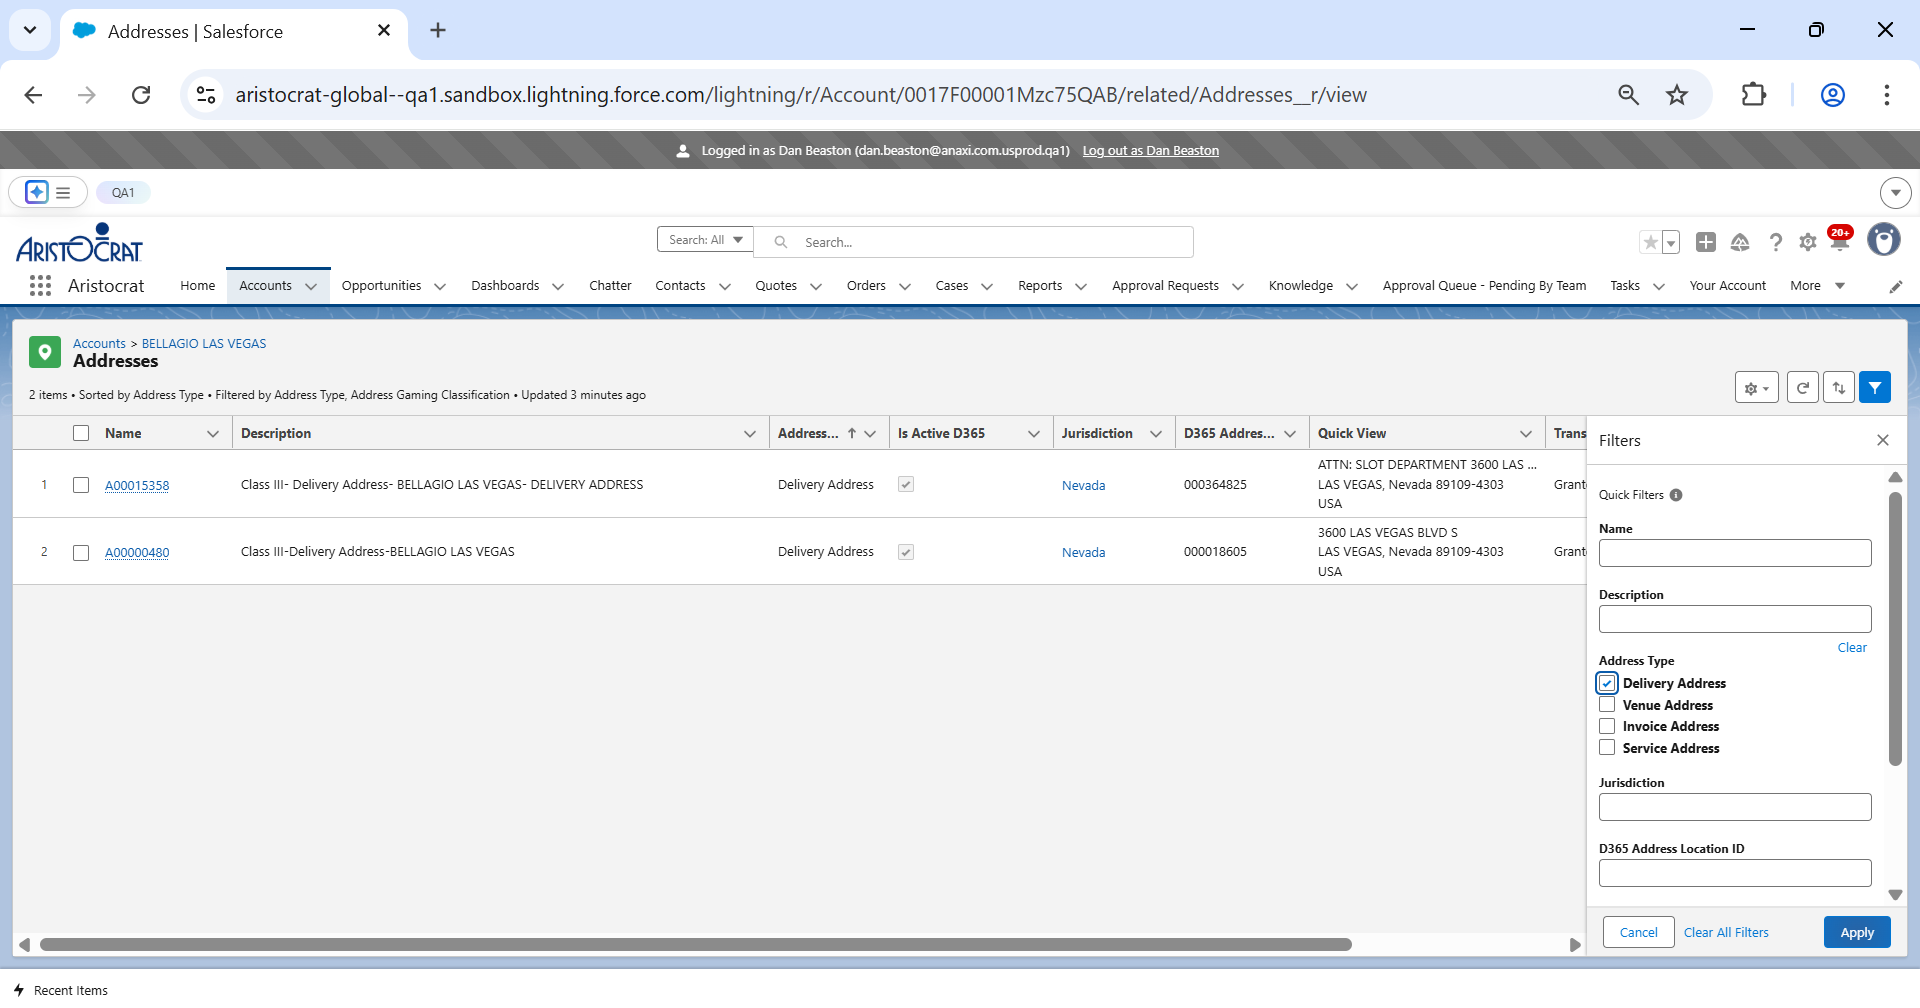 Addresses | Salesforce
aristocrat-global--qa1.sandbox.lightning.force.com/lightning/r/Account/0017F00001Mzc75QAB/related/Addresses__r/view
Logged in as Dan Beaston (dan.beaston@anaxi.com.usprod.qa1) Log out as Dan Beaston
QA1
ARISTOCRAT
Search: All
Search...
20+
Aristocrat Home Accounts Opportunities Dashboards Chatter Contacts Quotes Orders Cases Reports Approval Requests Knowledge Approval Queue - Pending By Team Tasks Your Account More
Accounts > BELLAGIO LAS VEGAS
Addresses
2 items • Sorted by Address Type • Filtered by Address Type, Address Gaming Classification • Updated 3 minutes ago
Name Description Address... Is Active D365 Jurisdiction D365 Addres... Quick View Trans
1 A00015358 Class III- Delivery Address- BELLAGIO LAS VEGAS- DELIVERY ADDRESS Delivery Address Nevada 000364825
ATTN: SLOT DEPARTMENT 3600 LAS ...
LAS VEGAS, Nevada 89109-4303
USA
Grante
2 A00000480 Class III-Delivery Address-BELLAGIO LAS VEGAS Delivery Address Nevada 000018605
3600 LAS VEGAS BLVD S
LAS VEGAS, Nevada 89109-4303
USA
Grante
Filters
Quick Filters
Name
Description
Clear
Address Type
Delivery Address
Venue Address
Invoice Address
Service Address
Jurisdiction
D365 Address Location ID
Cancel Clear All Filters Apply
Recent Items